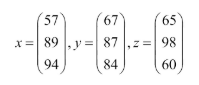 x = (57 89 94), y = (67 87 84), z = (65 98 60)